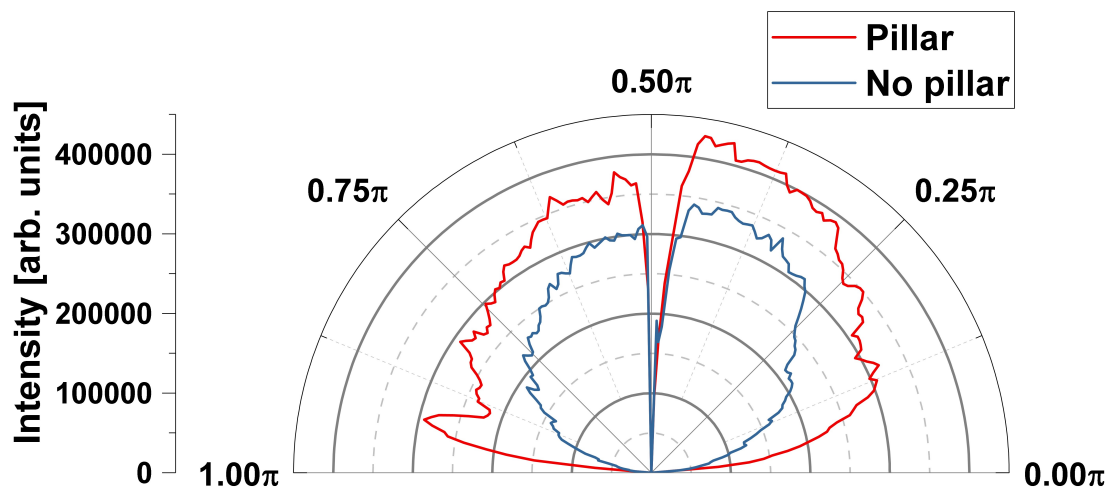 Pillar
No pillar
0.50π
0.75π
0.25π
1.00π
0.00π
Intensity [arb. units]
400000
300000
200000
100000
0